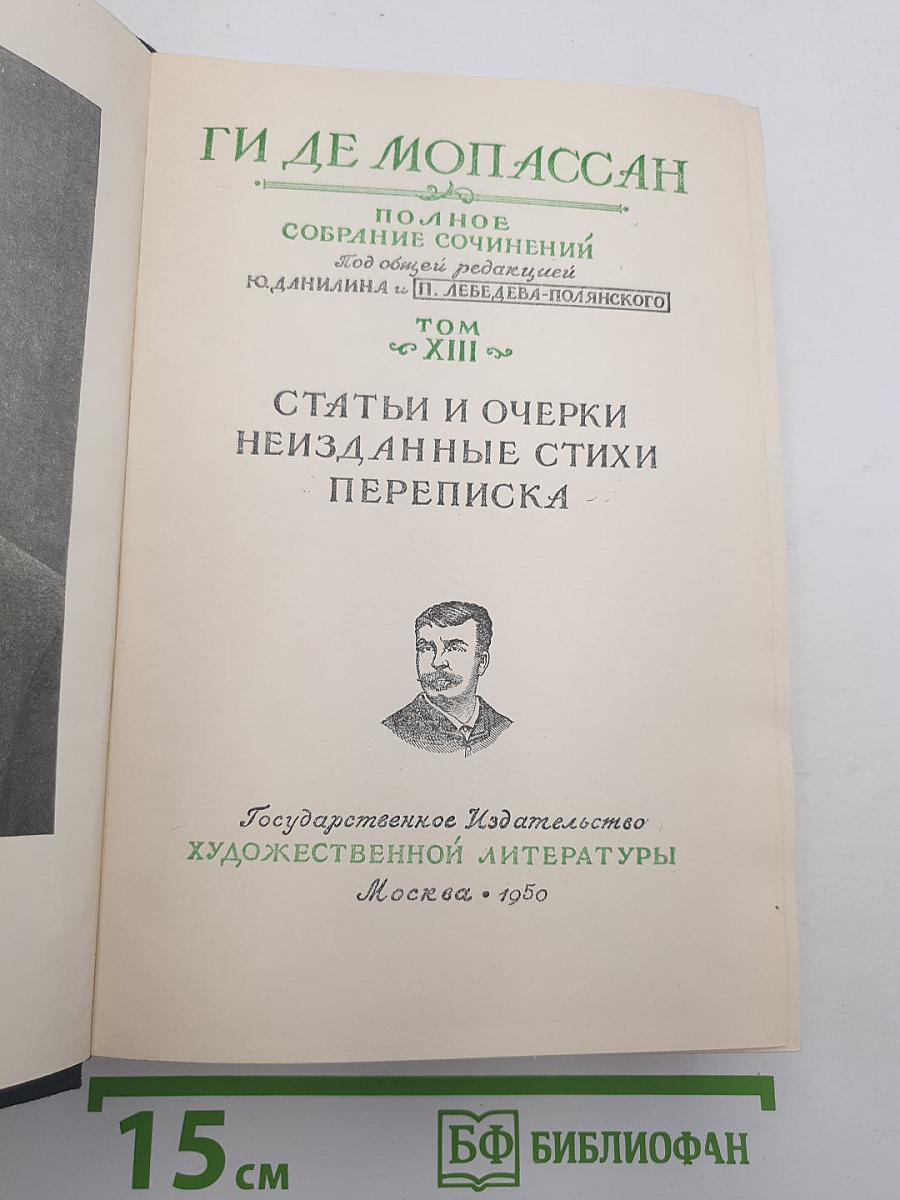 ГИ ДЕ МОПАССАН
ПОЛНОЕ
СОБРАНИЕ СОЧИНЕНИЙ
Под общей редакцией
Ю. ДАНИЛИНА и П. ЛЕБЕДЕВА-ПОЛЯНСКОГО
ТОМ
XIII
СТАТЬИ И ОЧЕРКИ
НЕИЗДАННЫЕ СТИХИ
ПЕРЕПИСКА
Государственное Издательство
ХУДОЖЕСТВЕННОЙ ЛИТЕРАТУРЫ
Москва • 1950
15 см
БФ БИБЛИОФАН